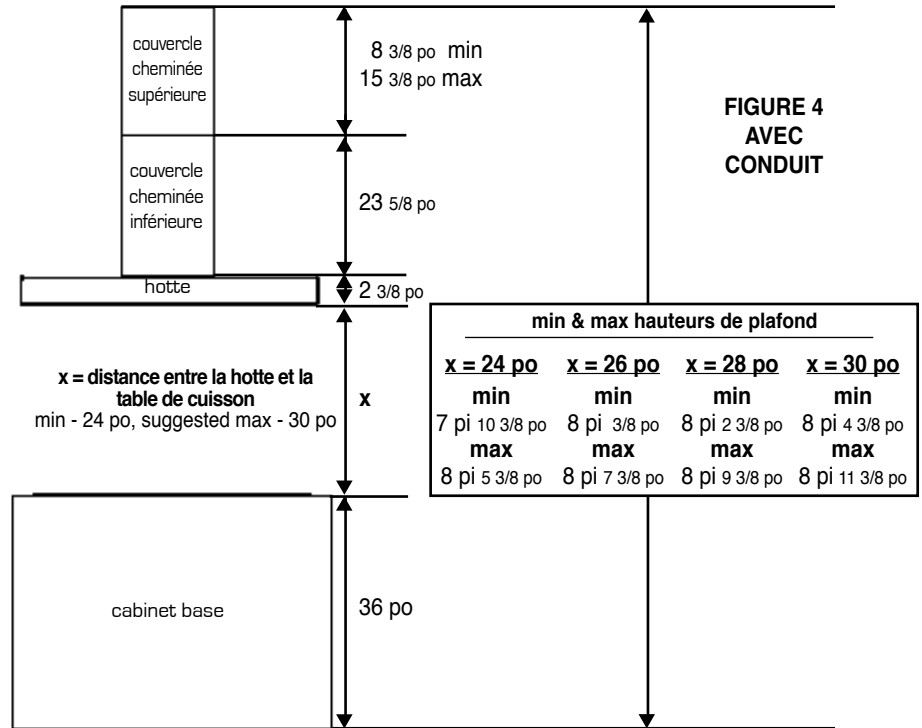 couvercle
cheminée
supérieure
8 3/8 po min
15 3/8 po max
FIGURE 4
AVEC
CONDUIT
couvercle
cheminée
inférieure
23 5/8 po
hotte
2 3/8 po
x = distance entre la hotte et la
table de cuisson
min - 24 po, suggested max - 30 po
x
min & max hauteurs de plafond
x = 24 po x = 26 po x = 28 po x = 30 po
min min min min
7 pi 10 3/8 po 8 pi 3/8 po 8 pi 2 3/8 po 8 pi 4 3/8 po
max max max max
8 pi 5 3/8 po 8 pi 7 3/8 po 8 pi 9 3/8 po 8 pi 11 3/8 po
cabinet base
36 po